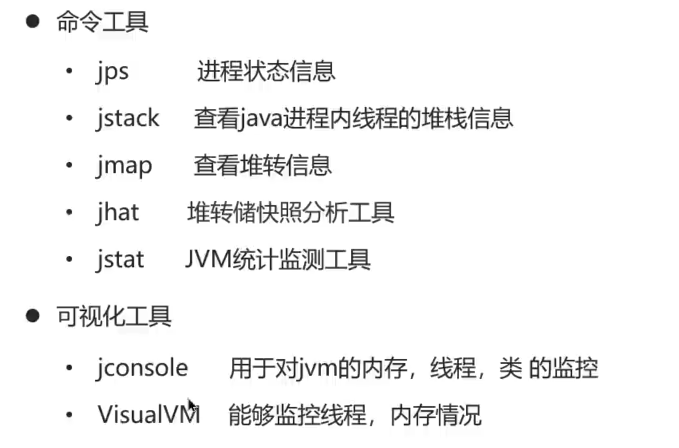 ● 命令工具
• jps 进程状态信息
• jstack 查看java进程内线程的堆栈信息
• jmap 查看堆转信息
• jhat 堆转储快照分析工具
• jstat JVM统计监测工具
● 可视化工具
• jconsole 用于对jvm的内存，线程，类 的监控
• VisualVM 能够监控线程，内存情况